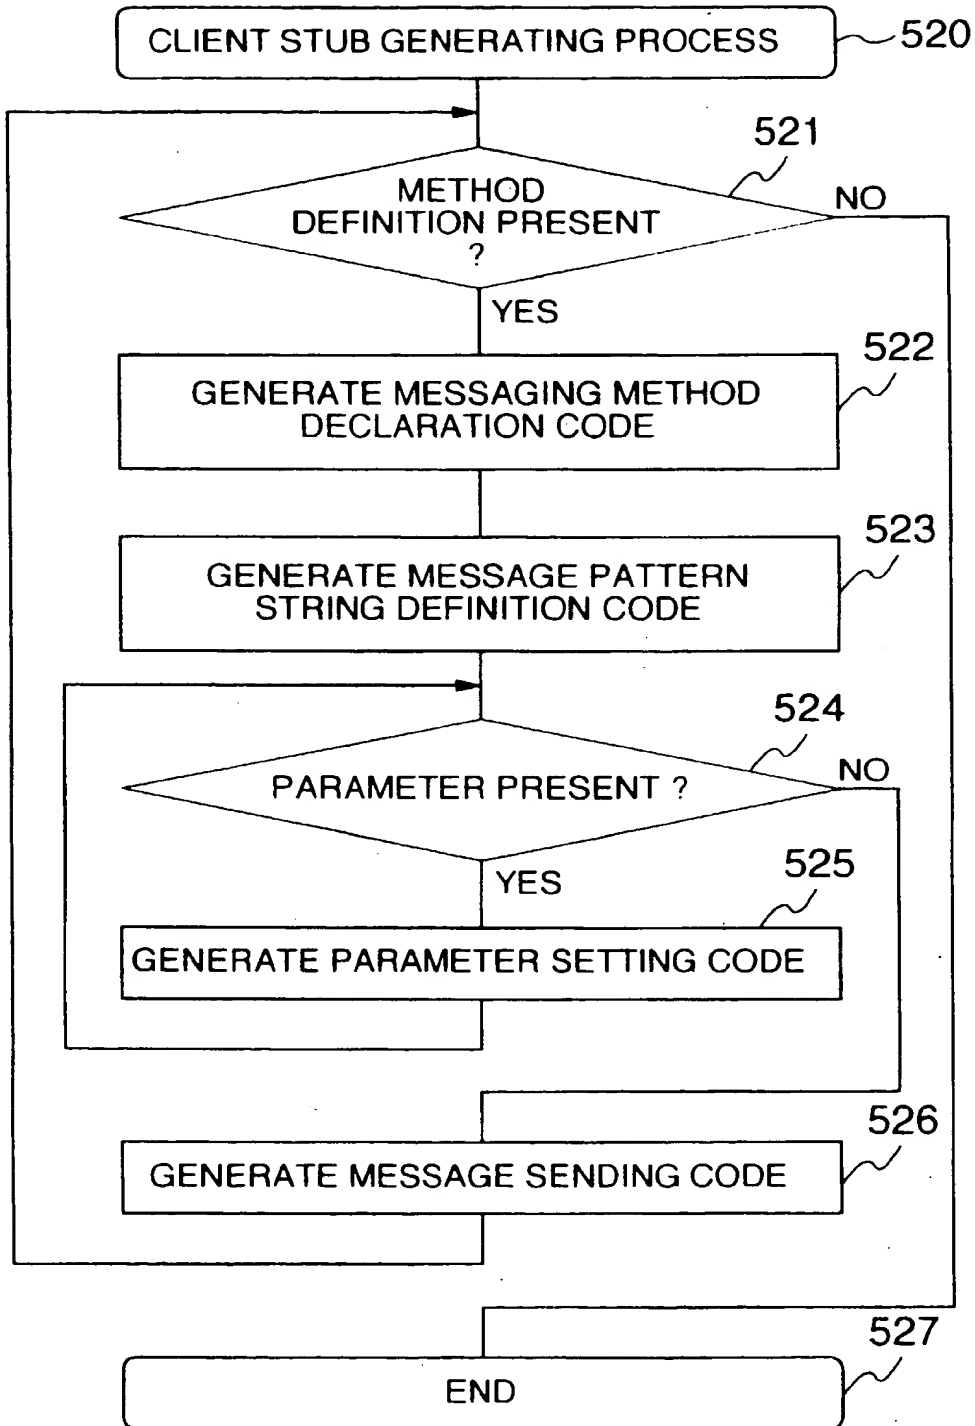 CLIENT STUB GENERATING PROCESS
520
521
METHOD
DEFINITION PRESENT
?
NO
YES
522
GENERATE MESSAGING METHOD
DECLARATION CODE
523
GENERATE MESSAGE PATTERN
STRING DEFINITION CODE
524
PARAMETER PRESENT ?
NO
YES
525
GENERATE PARAMETER SETTING CODE
526
GENERATE MESSAGE SENDING CODE
527
END